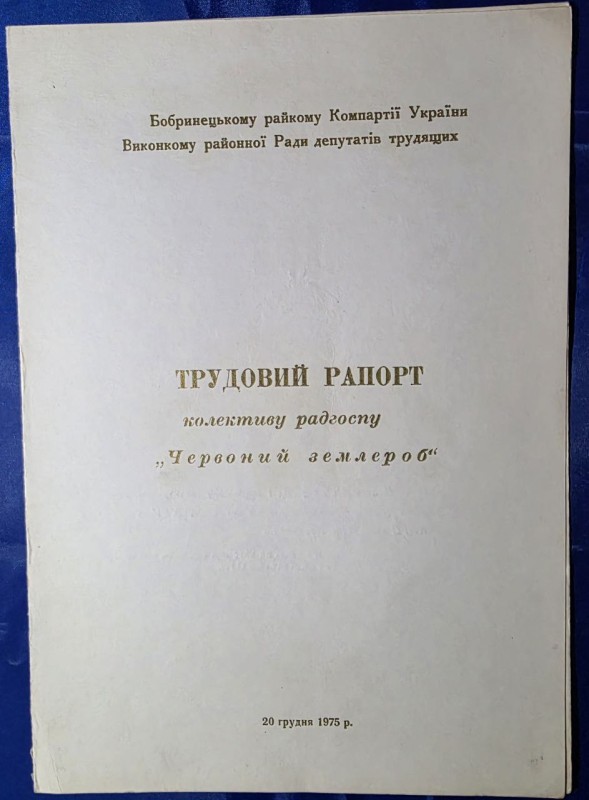 Бобринецькому райкому Компартії України
Виконкому районної Ради депутатів трудящих
ТРУДОВИЙ РАПОРТ
колективу радгоспу
„Червоний землероб“
20 грудня 1975 р.